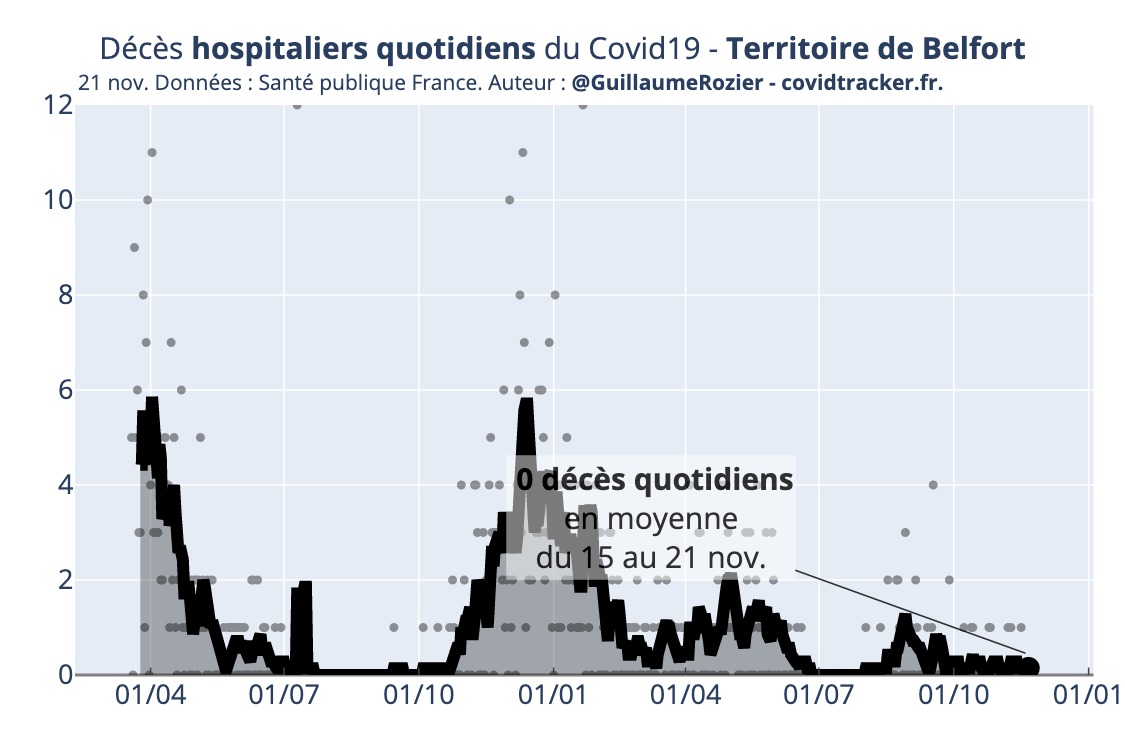 Décès hospitaliers quotidiens du Covid19 - Territoire de Belfort
21 nov. Données : Santé publique France. Auteur : @GuillaumeRozier - covidtracker.fr.
12
10
8
6
4
2
0
0 décès quotidiens
en moyenne
du 15 au 21 nov.
01/04 01/07 01/10 01/01 01/04 01/07 01/10 01/01